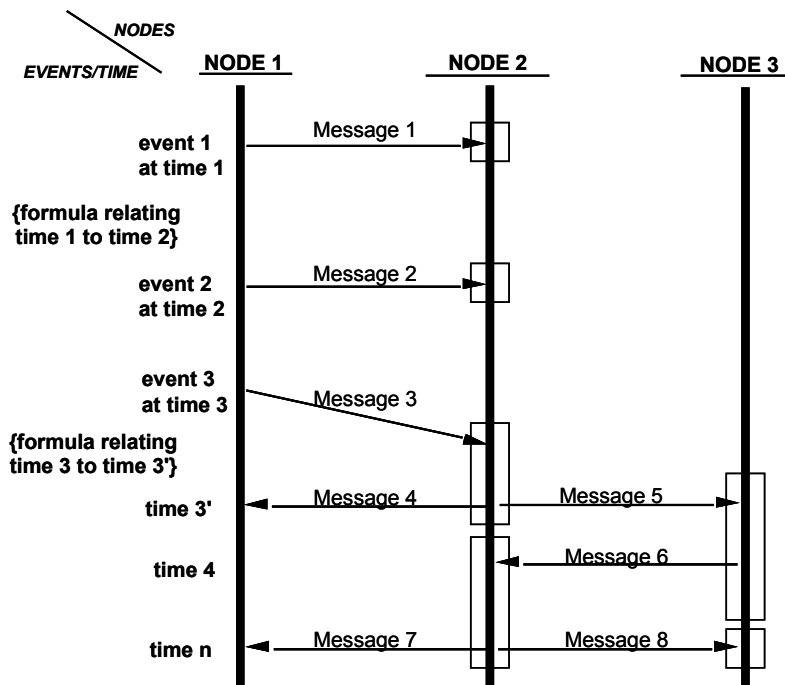 NODES
EVENTS/TIME
NODE 1
NODE 2
NODE 3
event 1
at time 1
Message 1
{formula relating
time 1 to time 2}
event 2
at time 2
Message 2
event 3
at time 3
Message 3
{formula relating
time 3 to time 3'}
time 3'
Message 4
Message 5
time 4
Message 6
time n
Message 7
Message 8